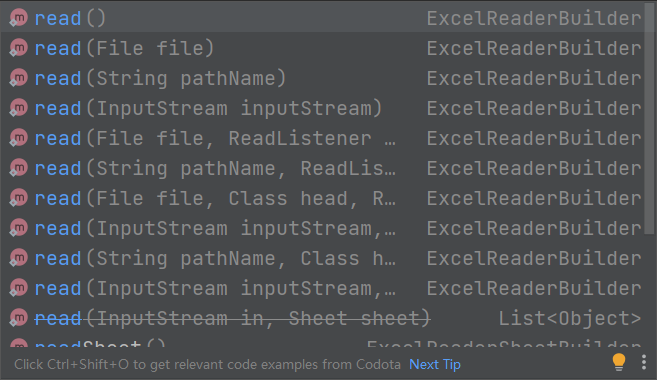 read() ExcelReaderBuilder
read(File file) ExcelReaderBuilder
read(String pathName) ExcelReaderBuilder
read(InputStream inputStream) ExcelReaderBuilder
read(File file, ReadListener … ExcelReaderBuilder
read(String pathName, ReadLis… ExcelReaderBuilder
read(File file, Class head, R… ExcelReaderBuilder
read(InputStream inputStream,… ExcelReaderBuilder
read(String pathName, Class h… ExcelReaderBuilder
read(InputStream inputStream,… ExcelReaderBuilder
read(InputStream in, Sheet sheet) List<Object>
readSheet() ExcelReaderSheetBuilder
Click Ctrl+Shift+O to get relevant code examples from Codota Next Tip